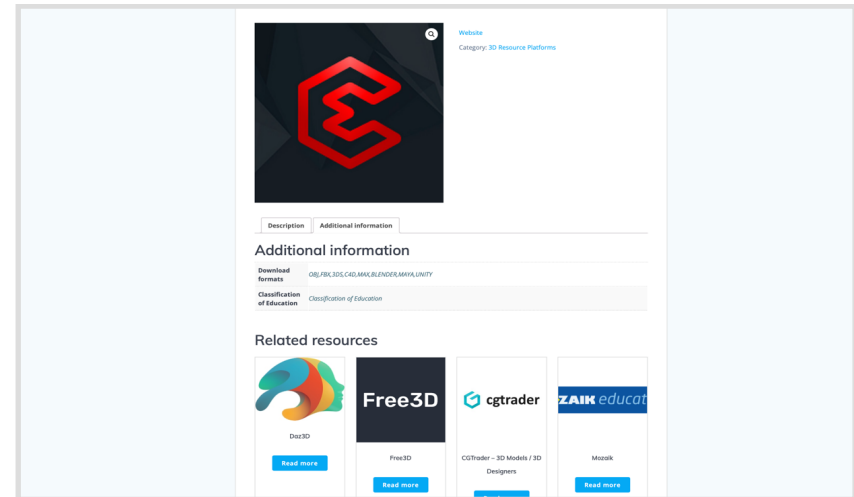 Website
Category: 3D Resource Platforms
Description
Additional information
Additional information
Download
formats
OBJ,FBX,3DS,C4D,MAX,BLENDER,MAYA,UNITY
Classification
of Education
Classification of Education
Related resources
Free3D
cgtrader
ZAIK educat
Daz3D
Free3D
CGTrader – 3D Models / 3D
Designers
Mozaik
Read more
Read more
Read more